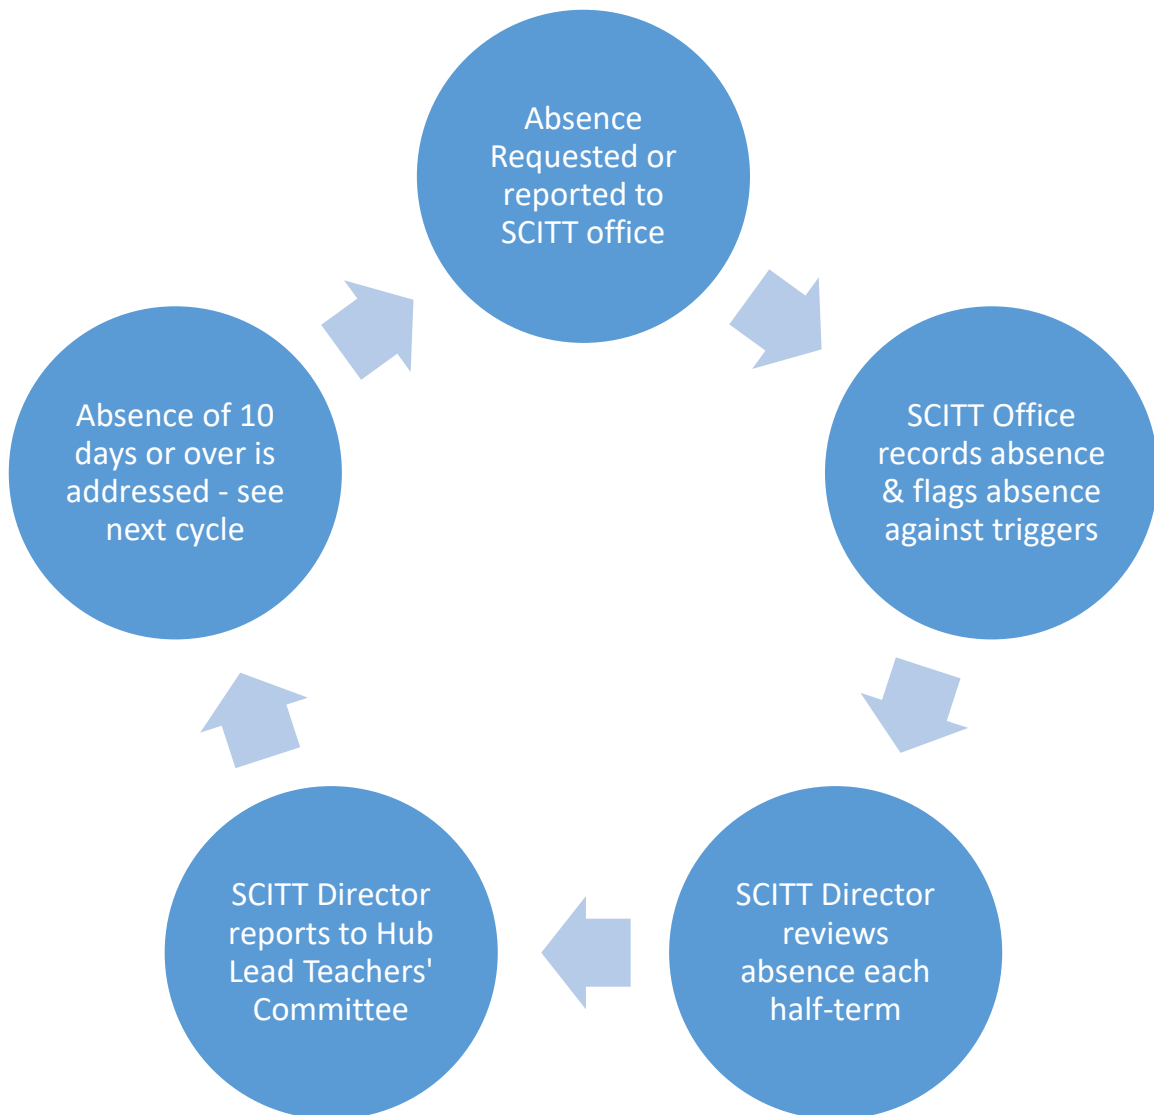 Absence
Requested or
reported to
SCITT office
SCITT Office
records absence
& flags absence
against triggers
SCITT Director
reviews
absence each
half-term
SCITT Director
reports to Hub
Lead Teachers'
Committee
Absence of 10
days or over is
addressed - see
next cycle